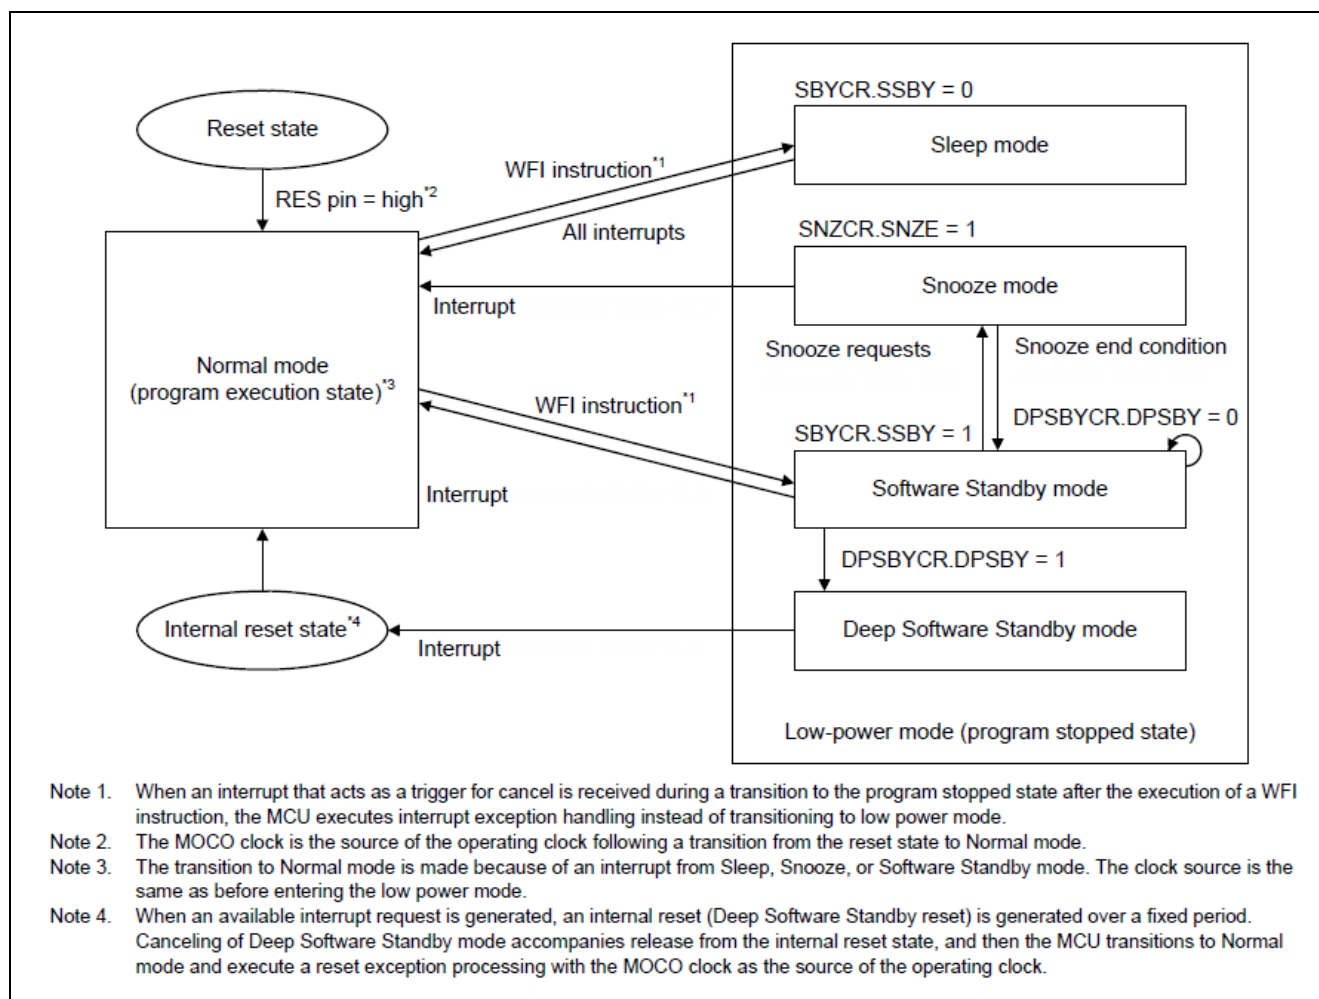 SBYCR.SSBY = 0
Reset state
Sleep mode
WFI instruction*1
RES pin = high*2
All interrupts
SNZCR.SNZE = 1
Snooze mode
Interrupt
Snooze requests
Snooze end condition
Normal mode
(program execution state)*3
WFI instruction*1
DPSBYCR.DPSBY = 0
SBYCR.SSBY = 1
Software Standby mode
Interrupt
DPSBYCR.DPSBY = 1
Internal reset state*4
Deep Software Standby mode
Interrupt
Low-power mode (program stopped state)
Note 1. When an interrupt that acts as a trigger for cancel is received during a transition to the program stopped state after the execution of a WFI
instruction, the MCU executes interrupt exception handling instead of transitioning to low power mode.
Note 2. The MOCO clock is the source of the operating clock following a transition from the reset state to Normal mode.
Note 3. The transition to Normal mode is made because of an interrupt from Sleep, Snooze, or Software Standby mode. The clock source is the
same as before entering the low power mode.
Note 4. When an available interrupt request is generated, an internal reset (Deep Software Standby reset) is generated over a fixed period.
Canceling of Deep Software Standby mode accompanies release from the internal reset state, and then the MCU transitions to Normal
mode and execute a reset exception processing with the MOCO clock as the source of the operating clock.